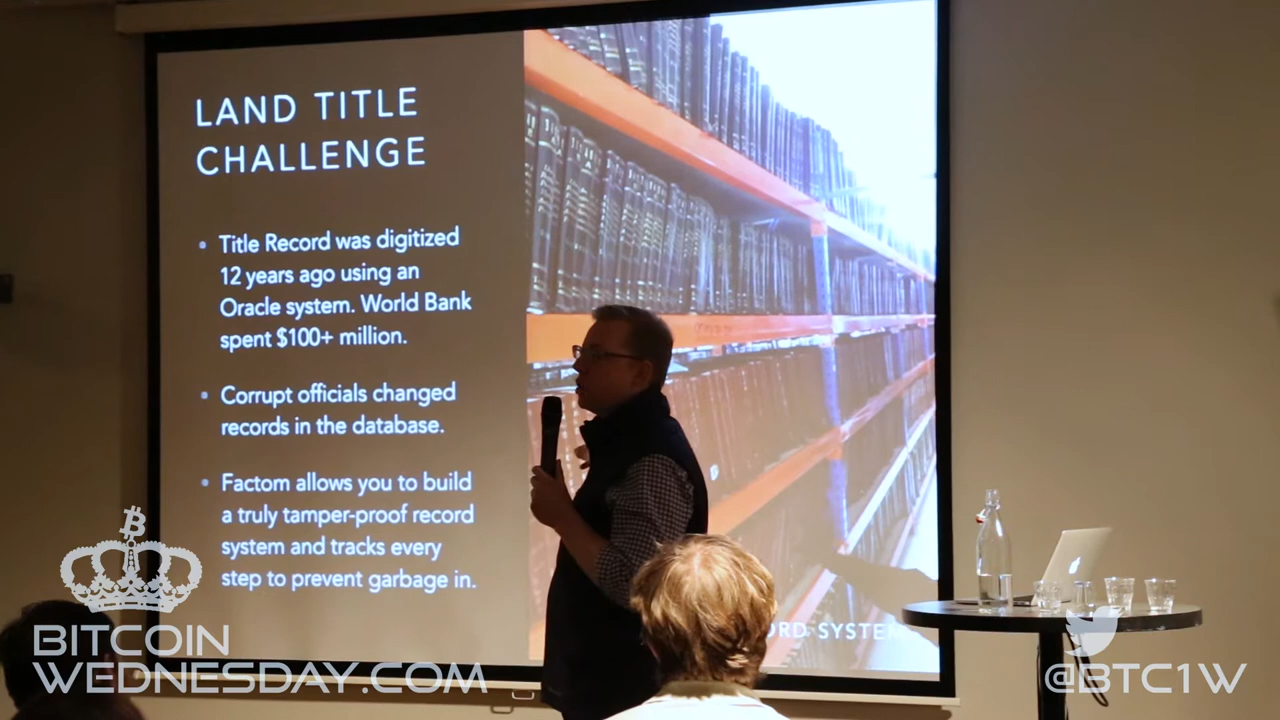 LAND TITLE
CHALLENGE
• Title Record was digitized
12 years ago using an
Oracle system. World Bank
spent $100+ million.
• Corrupt officials changed
records in the database.
• Factom allows you to build
a truly tamper-proof record
system and tracks every
step to prevent garbage in.
BITCOIN
WEDNESDAY.COM
@BTC1W